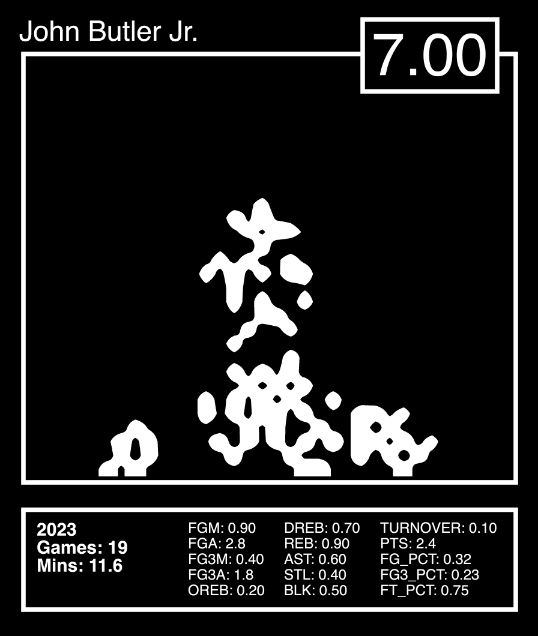 John Butler Jr.
7.00
2023
Games: 19
Mins: 11.6
FGM: 0.90
FGA: 2.8
FG3M: 0.40
FG3A: 1.8
OREB: 0.20
DREB: 0.70
REB: 0.90
AST: 0.60
STL: 0.40
BLK: 0.50
TURNOVER: 0.10
PTS: 2.4
FG_PCT: 0.32
FG3_PCT: 0.23
FT_PCT: 0.75